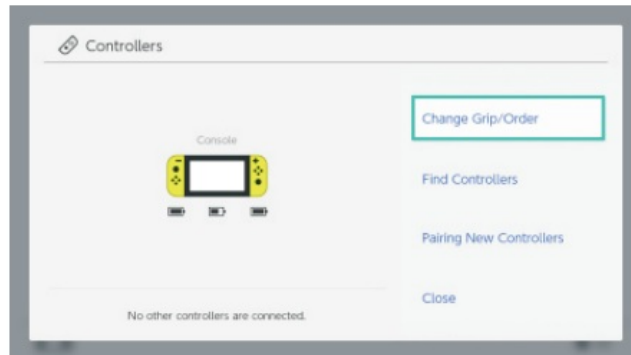 Controllers
Console
No other controllers are connected.
Change Grip/Order
Find Controllers
Pairing New Controllers
Close